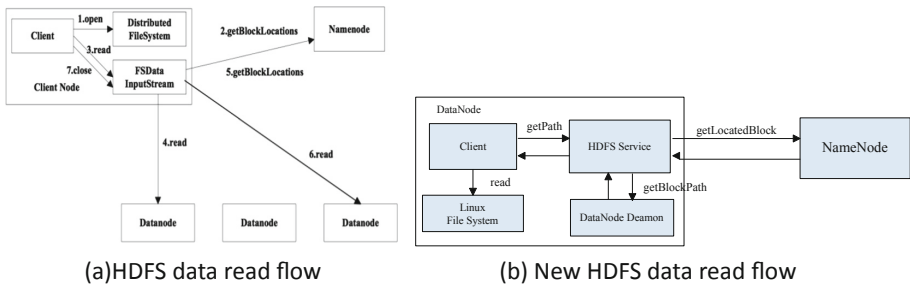 1.open
Distributed
FileSystem
Client
2.getBlockLocations
Namenode
3.read
7.close
FSData
InputStream
5.getBlockLocations
Client Node
4.read
6.read
Datanode
Datanode
Datanode
(a)HDFS data read flow
DataNode
getPath
getLocatedBlock
Client
HDFS Service
NameNode
read
getBlockPath
Linux
File System
DataNode Deamon
(b) New HDFS data read flow